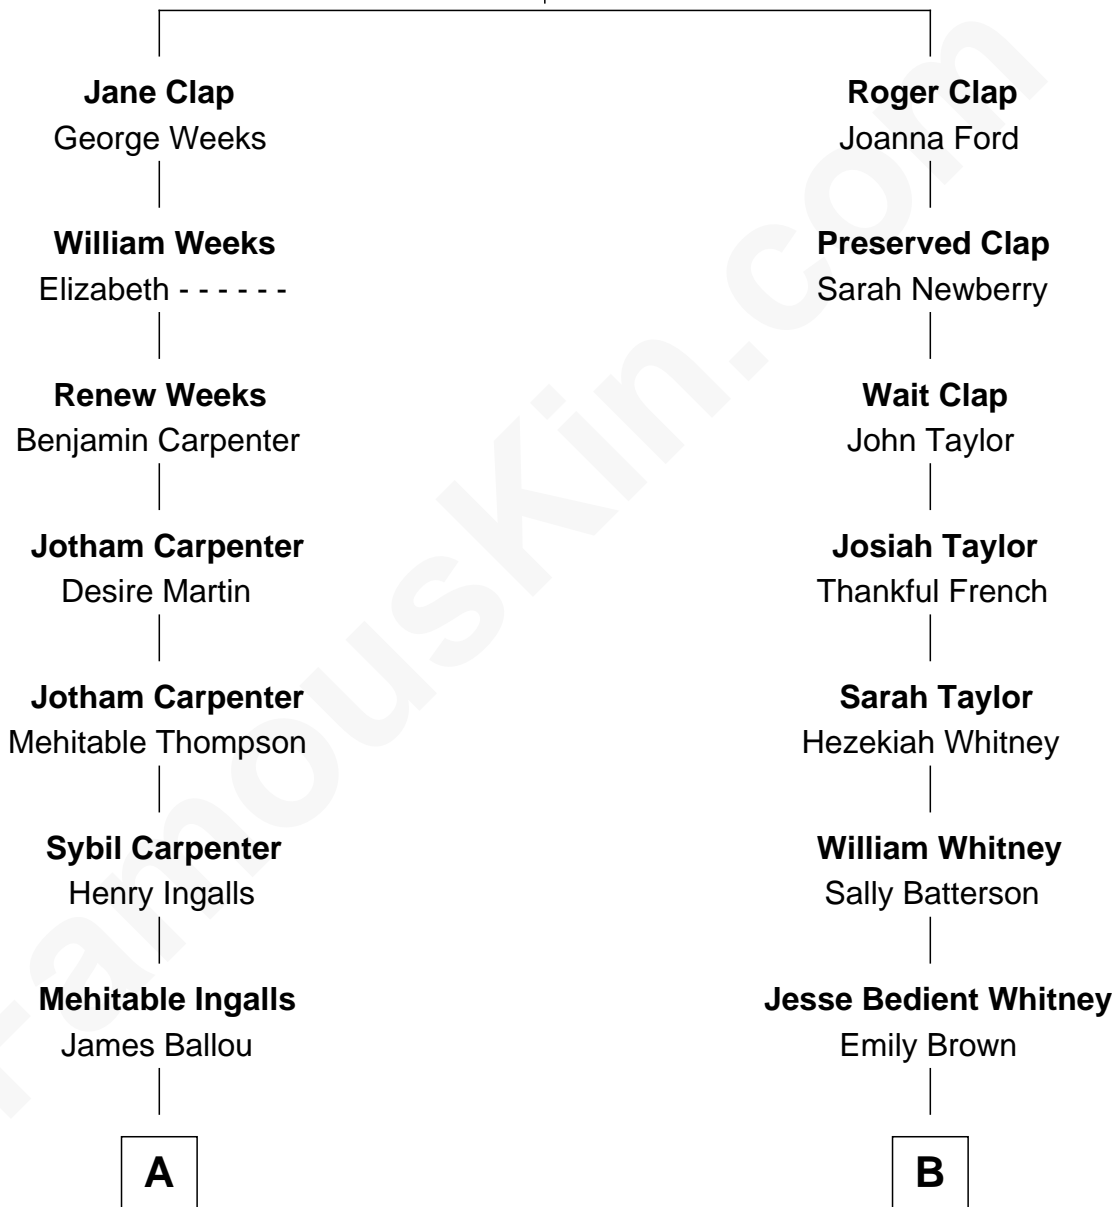 Jane Clap
George Weeks
William Weeks
Elizabeth - - - - - -
Renew Weeks
Benjamin Carpenter
Jotham Carpenter
Desire Martin
Jotham Carpenter
Mehitable Thompson
Sybil Carpenter
Henry Ingalls
Mehitable Ingalls
James Ballou
A
Roger Clap
Joanna Ford
Preserved Clap
Sarah Newberry
Wait Clap
John Taylor
Josiah Taylor
Thankful French
Sarah Taylor
Hezekiah Whitney
William Whitney
Sally Batterson
Jesse Bedient Whitney
Emily Brown
B
FamousKin.com